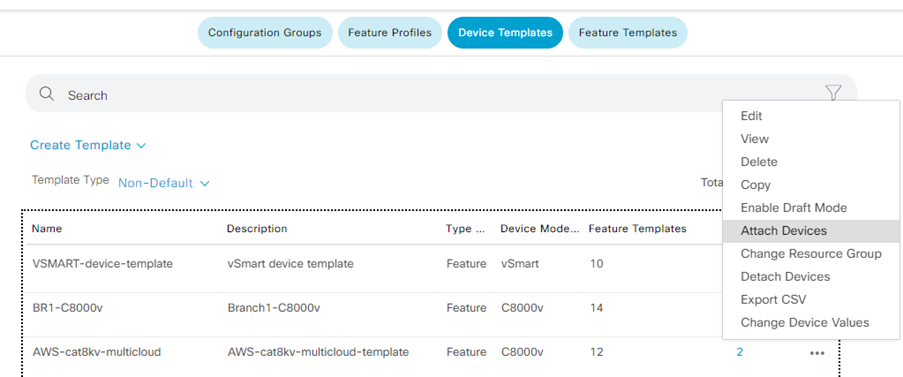 Configuration Groups Feature Profiles Device Templates Feature Templates
Search
Create Template
Template Type Non-Default
Tota
Edit
View
Delete
Copy
Enable Draft Mode
Attach Devices
Change Resource Group
Detach Devices
Export CSV
Change Device Values
Name Description Type ... Device Mode... Feature Templates
VSMART-device-template vSmart device template Feature vSmart 10
BR1-C8000v Branch1-C8000v Feature C8000v 14
AWS-cat8kv-multicloud AWS-cat8kv-multicloud-template Feature C8000v 12 2 •••